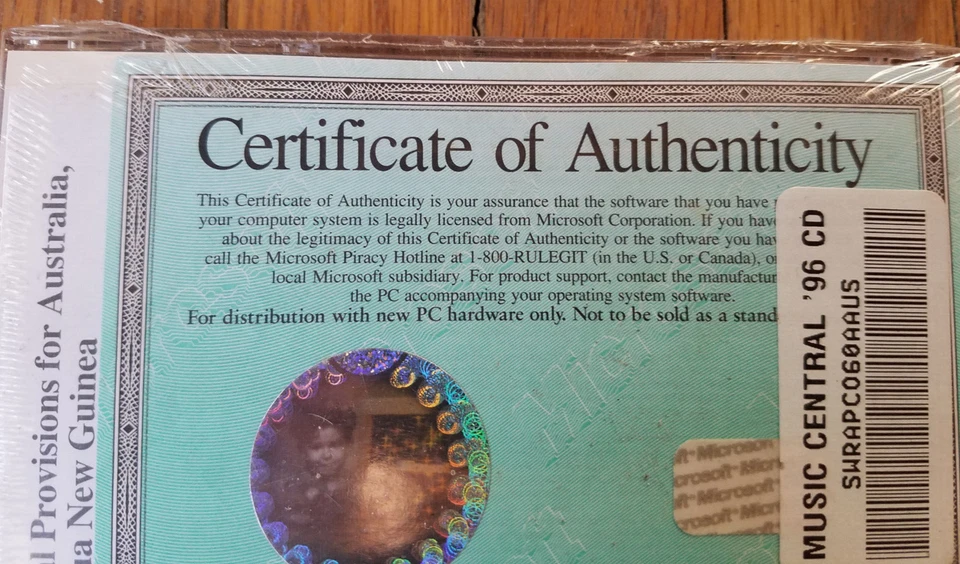 Certificate of Authenticity
This Certificate of Authenticity is your assurance that the software that you have
your computer system is legally licensed from Microsoft Corporation. If you have
about the legitimacy of this Certificate of Authenticity or the software you
call the Microsoft Piracy Hotline at 1-800-RULEGIT (in the U.S. or Canada),
local Microsoft subsidiary. For product support, contact the
the PC accompanying your operating system software.
For distribution with new PC hardware only. Not to be sold as a
Provisions for Australia,
New Guinea
MUSIC CENTRAL '96 CD
SWRAPC060AAUS
Microsoft